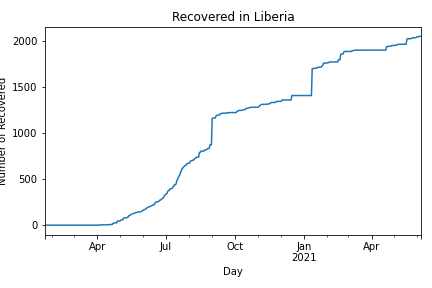 Recovered in Liberia
Number of Recovered
2000
1500
1000
500
0
Apr
Jul
Oct
Jan
2021
Apr
Day